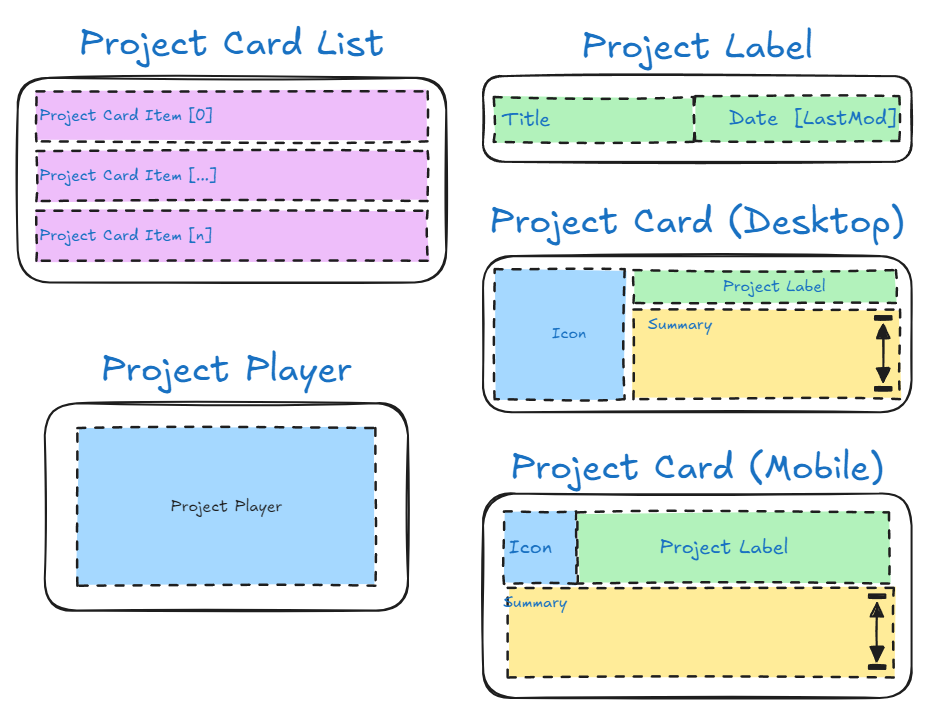 Project Card List
Project Card Item [0]
Project Card Item [...]
Project Card Item [n]
Project Label
Title
Date [LastMod]
Project Card (Desktop)
Icon
Project Label
Summary
Project Player
Project Player
Project Card (Mobile)
Icon
Project Label
Summary